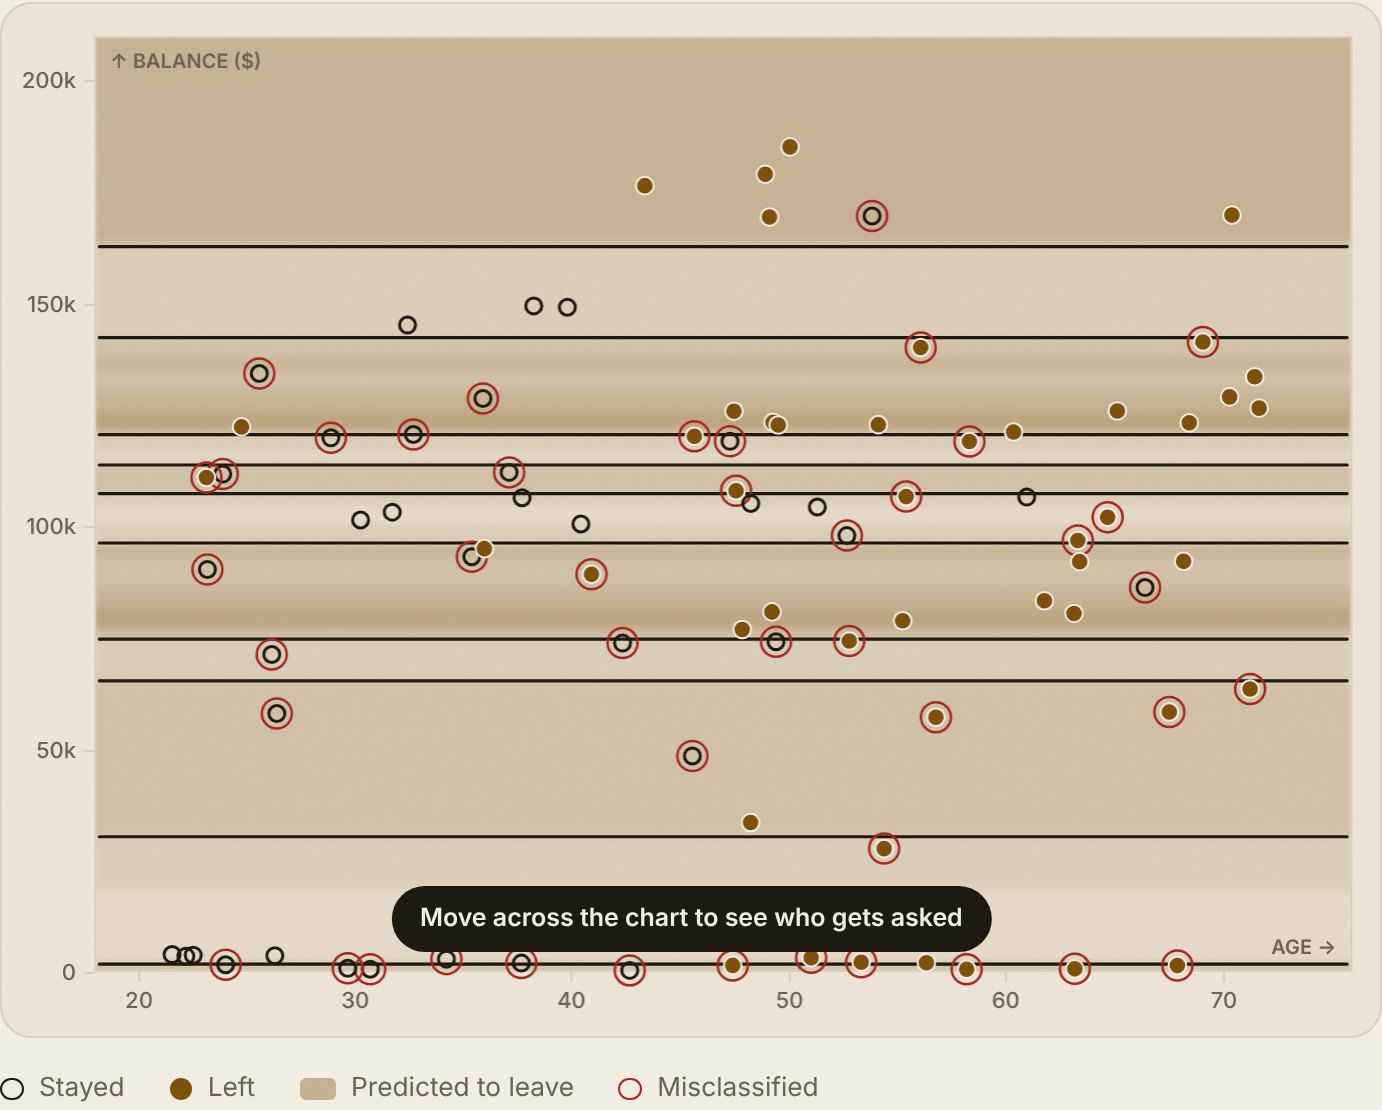 ↑ BALANCE ($)
200k
150k
100k
50k
0
Move across the chart to see who gets asked
AGE →
20 30 40 50 60 70
Stayed Left Predicted to leave Misclassified